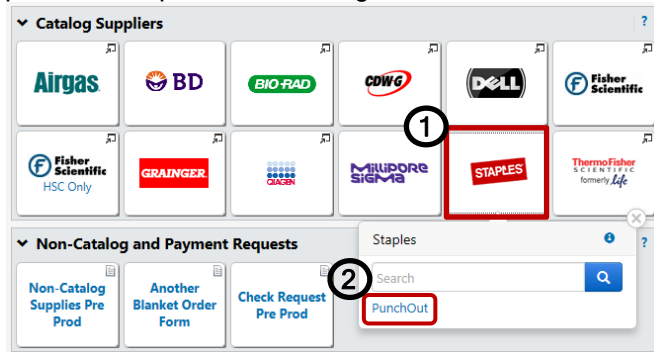 Catalog Suppliers ?
Airgas.
BD
BIO-RAD
CDW·G
DELL
Fisher
Scientific
Fisher
Scientific
HSC Only
GRAINGER
QIAGEN
Millipore
SigMa
STAPLES
ThermoFisher
SCIENTIFIC
formerly life
1
Non-Catalog and Payment Requests
?
Non-Catalog
Supplies Pre
Prod
Another
Blanket Order
Form
Check Request
Pre Prod
Staples
2
Search
PunchOut